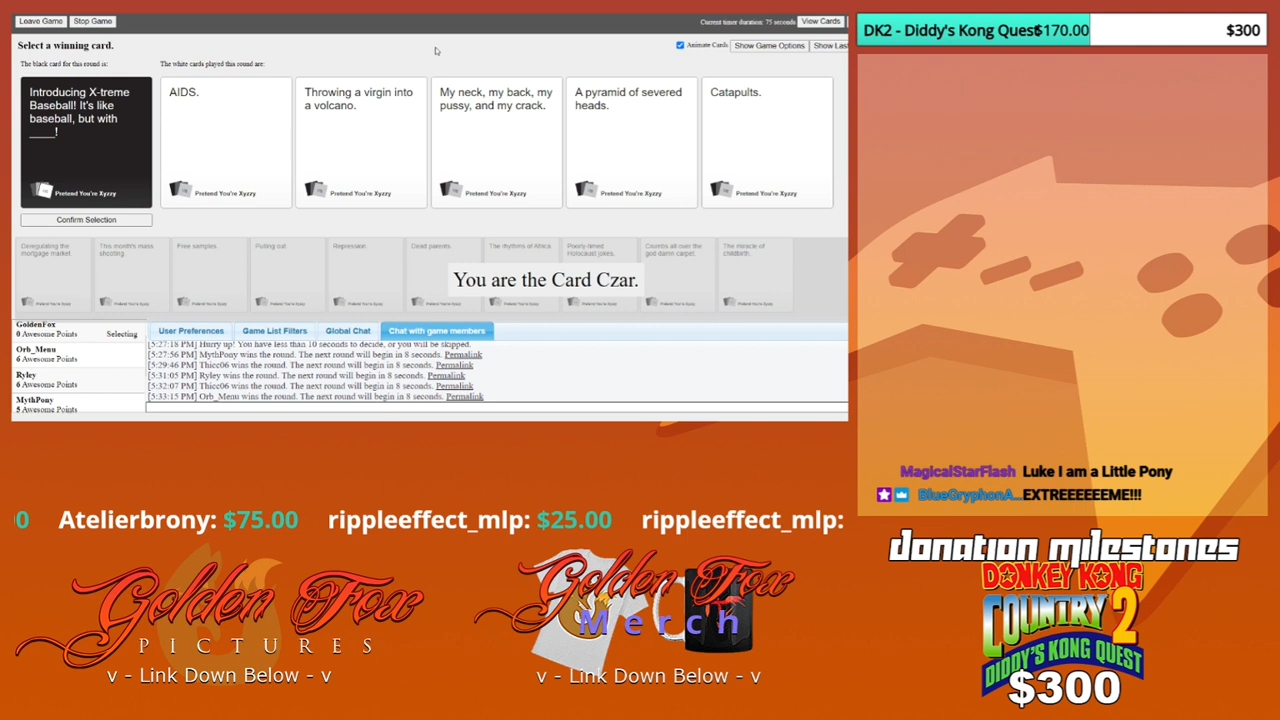 Leave Game
Stop Game
Current timer duration: 75 seconds
View Cards
Select a winning card.
Animate Cards
Show Game Options
Show Last
The black card for this round is:
The white cards played this round are:
Introducing X-treme
Baseball! It's like
baseball, but with
____!
Pretend You're Xyzzy
AIDS.
Pretend You're Xyzzy
Throwing a virgin into
a volcano.
Pretend You're Xyzzy
My neck, my back, my
pussy, and my crack.
Pretend You're Xyzzy
A pyramid of severed
heads.
Pretend You're Xyzzy
Catapults.
Pretend You're Xyzzy
Confirm Selection
Deregulating the
mortgage market.
This month's mass
shooting.
Free samples.
Pulling out.
Repression.
Dead parents.
The rhythms of Africa.
Poorly-timed
Holocaust jokes.
Crumbs all over the
god damn carpet.
The miracle of
childbirth.
You are the Card Czar.
GoldenFox
0 Awesome Points
Selecting
Orb_Menu
6 Awesome Points
Ryley
6 Awesome Points
MythPony
5 Awesome Points
User Preferences
Game List Filters
Global Chat
Chat with game members
[5:27:18 PM] Hurry up! You have less than 10 seconds to decide, or you will be skipped.
[5:27:56 PM] MythPony wins the round. The next round will begin in 8 seconds. Permalink
[5:29:46 PM] Thicc06 wins the round. The next round will begin in 8 seconds. Permalink
[5:31:05 PM] Ryley wins the round. The next round will begin in 8 seconds. Permalink
[5:32:07 PM] Thicc06 wins the round. The next round will begin in 8 seconds. Permalink
[5:33:15 PM] Orb_Menu wins the round. The next round will begin in 8 seconds. Permalink
DK2 - Diddy's Kong Quest
$170.00
$300
MagicalStarFlash Luke I am a Little Pony
BlueGryphonA... EXTREEEEEEME!!!
0 Atelierbrony: $75.00 rippleeffect_mlp: $25.00 rippleeffect_mlp:
Golden Fox
PICTURES
v - Link Down Below - v
Golden Fox
Merch
v - Link Down Below - v
Donation Milestones
DONKEY KONG
COUNTRY 2
DIDDY'S KONG QUEST
$300